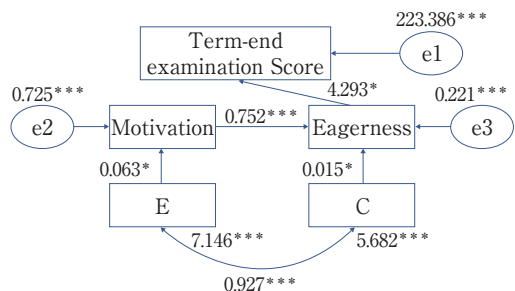 223.386***
Term-end
examination Score
e1
4.293*
0.725***
0.221***
e2
Motivation
0.752***
Eagerness
e3
0.063*
0.015*
E
C
7.146***
5.682***
0.927***